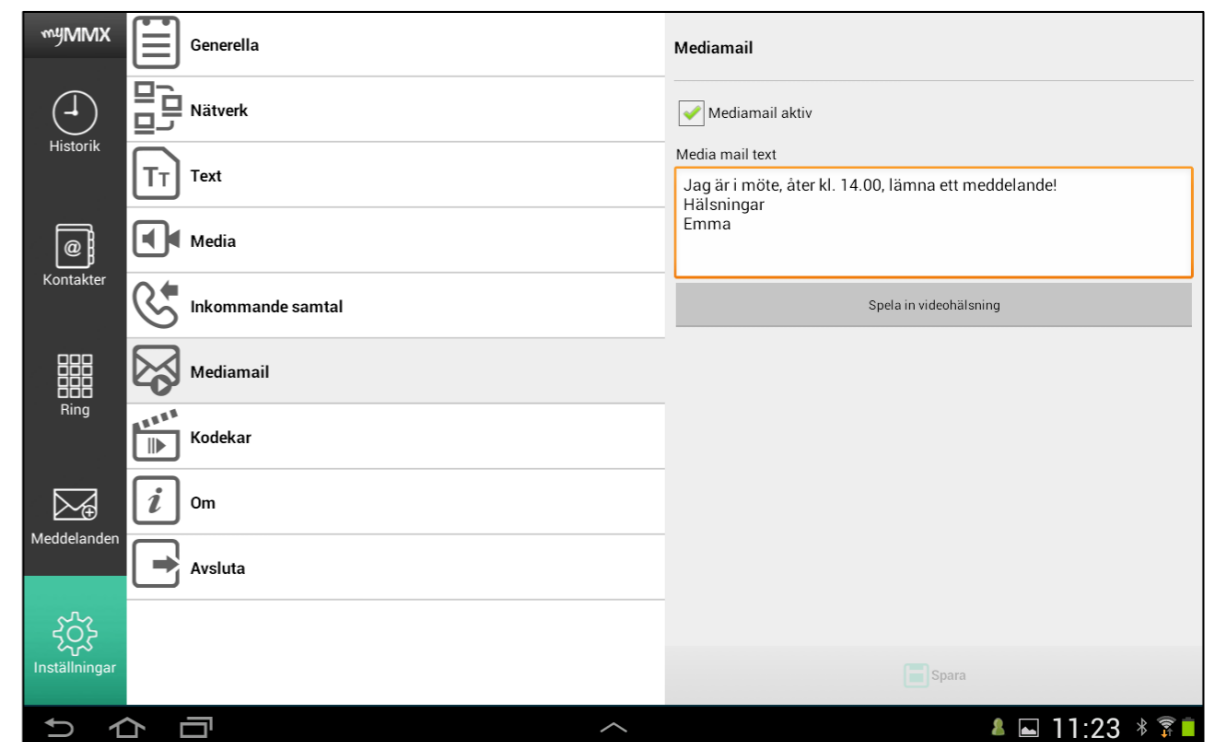 myMMX
Historik
Kontakter
Ring
Meddelanden
Inställningar
Generella
Nätverk
Text
Media
Inkommande samtal
Mediamail
Kodekar
Om
Avsluta
Mediamail
Mediamail aktiv
Media mail text
Jag är i möte, åter kl. 14.00, lämna ett meddelande!
Hälsningar
Emma
Spela in videohälsning
Spara
11:23